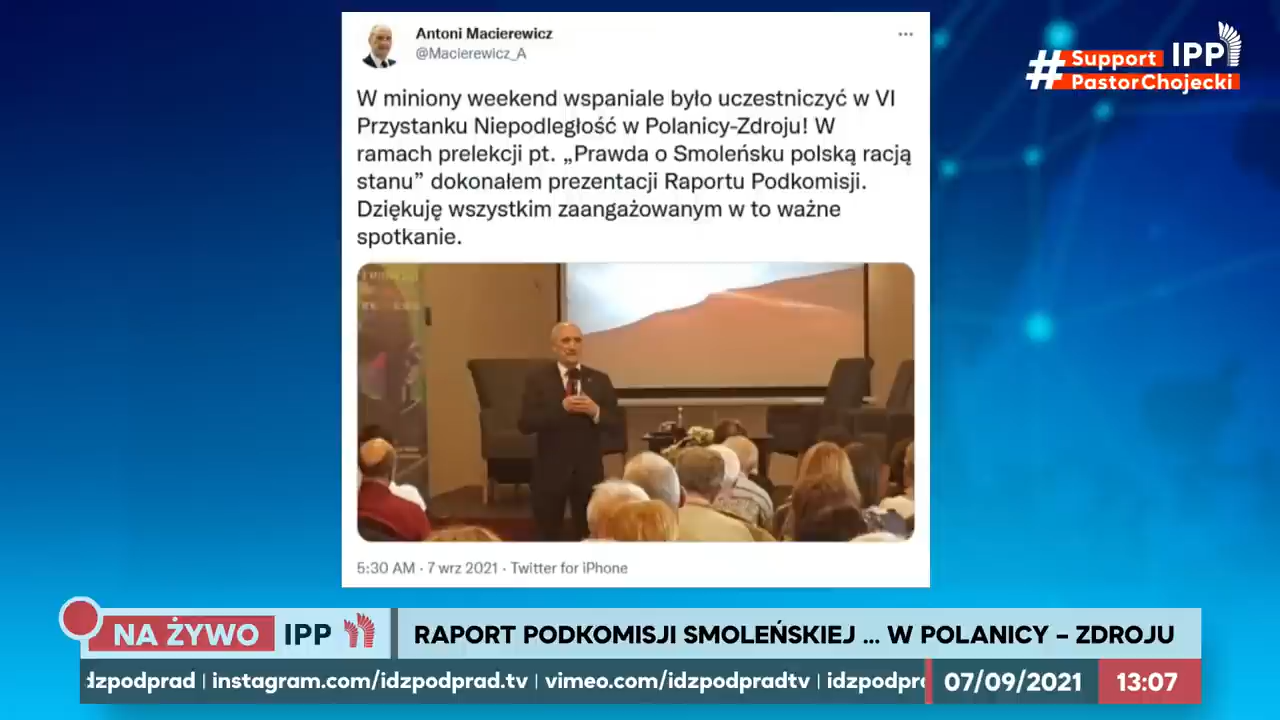 Antoni Macierewicz
@Macierewicz_A
W miniony weekend wspaniale było uczestniczyć w VI
Przystanku Niepodległość w Polanicy-Zdroju! W
ramach prelekcji pt. „Prawda o Smoleńsku polską racją
stanu” dokonałem prezentacji Raportu Podkomisji.
Dziękuję wszystkim zaangażowanym w to ważne
spotkanie.
5:30 AM · 7 wrz 2021 · Twitter for iPhone
#Support IPP
PastorChojecki
NA ŻYWO IPP
RAPORT PODKOMISJI SMOLEŃSKIEJ ... W POLANICY – ZDROJU
idzpodprad | instagram.com/idzpodprad.tv | vimeo.com/idzpodpradtv | idzpodpr
07/09/2021 13:07